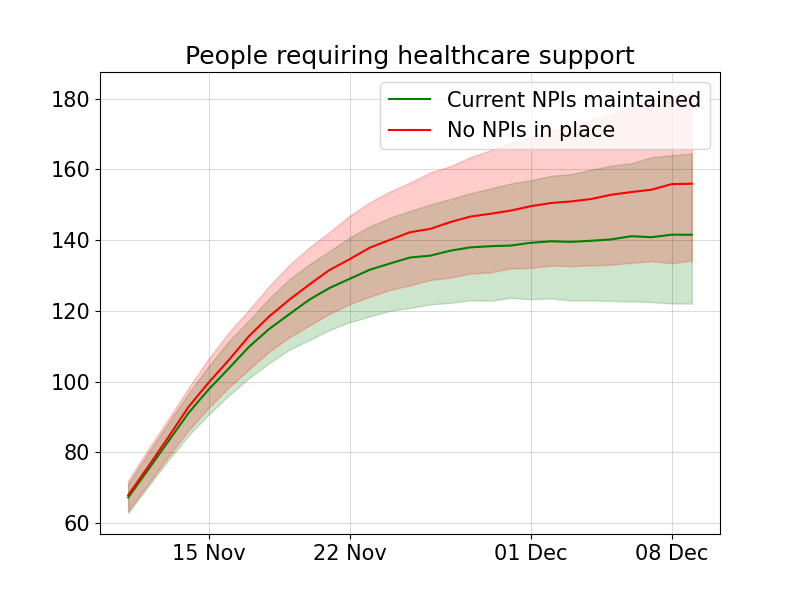 People requiring healthcare support
Current NPIs maintained
No NPIs in place
180
160
140
120
100
80
60
15 Nov
22 Nov
01 Dec
08 Dec